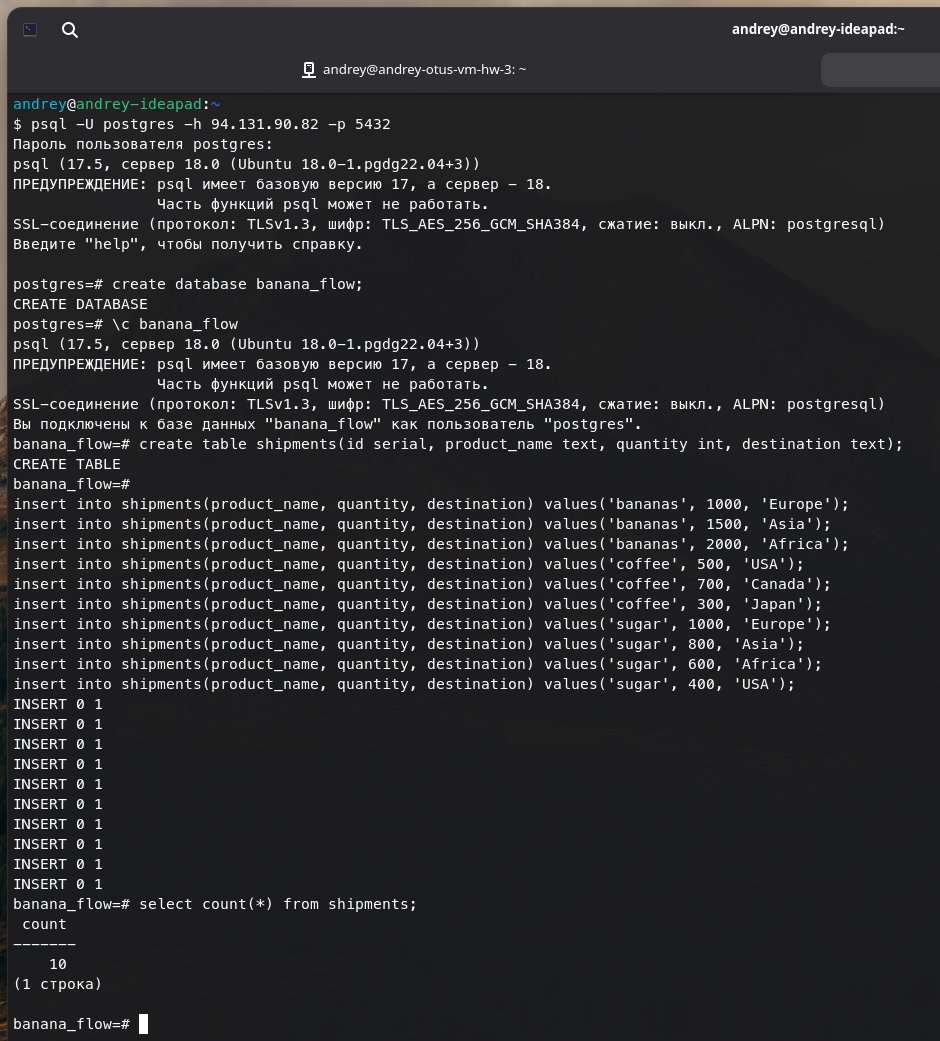 andrey@andrey-ideapad:~
andrey@andrey-otus-vm-hw-3: ~
andrey@andrey-ideapad:~
$ psql -U postgres -h 94.131.90.82 -p 5432
Пароль пользователя postgres:
psql (17.5, сервер 18.0 (Ubuntu 18.0-1.pgdg22.04+3))
ПРЕДУПРЕЖДЕНИЕ: psql имеет базовую версию 17, а сервер - 18.
                Часть функций psql может не работать.
SSL-соединение (протокол: TLSv1.3, шифр: TLS_AES_256_GCM_SHA384, сжатие: выкл., ALPN: postgresql)
Введите "help", чтобы получить справку.

postgres=# create database banana_flow;
CREATE DATABASE
postgres=# \c banana_flow
psql (17.5, сервер 18.0 (Ubuntu 18.0-1.pgdg22.04+3))
ПРЕДУПРЕЖДЕНИЕ: psql имеет базовую версию 17, а сервер - 18.
                Часть функций psql может не работать.
SSL-соединение (протокол: TLSv1.3, шифр: TLS_AES_256_GCM_SHA384, сжатие: выкл., ALPN: postgresql)
Вы подключены к базе данных "banana_flow" как пользователь "postgres".
banana_flow=# create table shipments(id serial, product_name text, quantity int, destination text);
CREATE TABLE
banana_flow=#
insert into shipments(product_name, quantity, destination) values('bananas', 1000, 'Europe');
insert into shipments(product_name, quantity, destination) values('bananas', 1500, 'Asia');
insert into shipments(product_name, quantity, destination) values('bananas', 2000, 'Africa');
insert into shipments(product_name, quantity, destination) values('coffee', 500, 'USA');
insert into shipments(product_name, quantity, destination) values('coffee', 700, 'Canada');
insert into shipments(product_name, quantity, destination) values('coffee', 300, 'Japan');
insert into shipments(product_name, quantity, destination) values('sugar', 1000, 'Europe');
insert into shipments(product_name, quantity, destination) values('sugar', 800, 'Asia');
insert into shipments(product_name, quantity, destination) values('sugar', 600, 'Africa');
insert into shipments(product_name, quantity, destination) values('sugar', 400, 'USA');
INSERT 0 1
INSERT 0 1
INSERT 0 1
INSERT 0 1
INSERT 0 1
INSERT 0 1
INSERT 0 1
INSERT 0 1
INSERT 0 1
INSERT 0 1
banana_flow=# select count(*) from shipments;
 count
-------
    10
(1 строка)

banana_flow=#